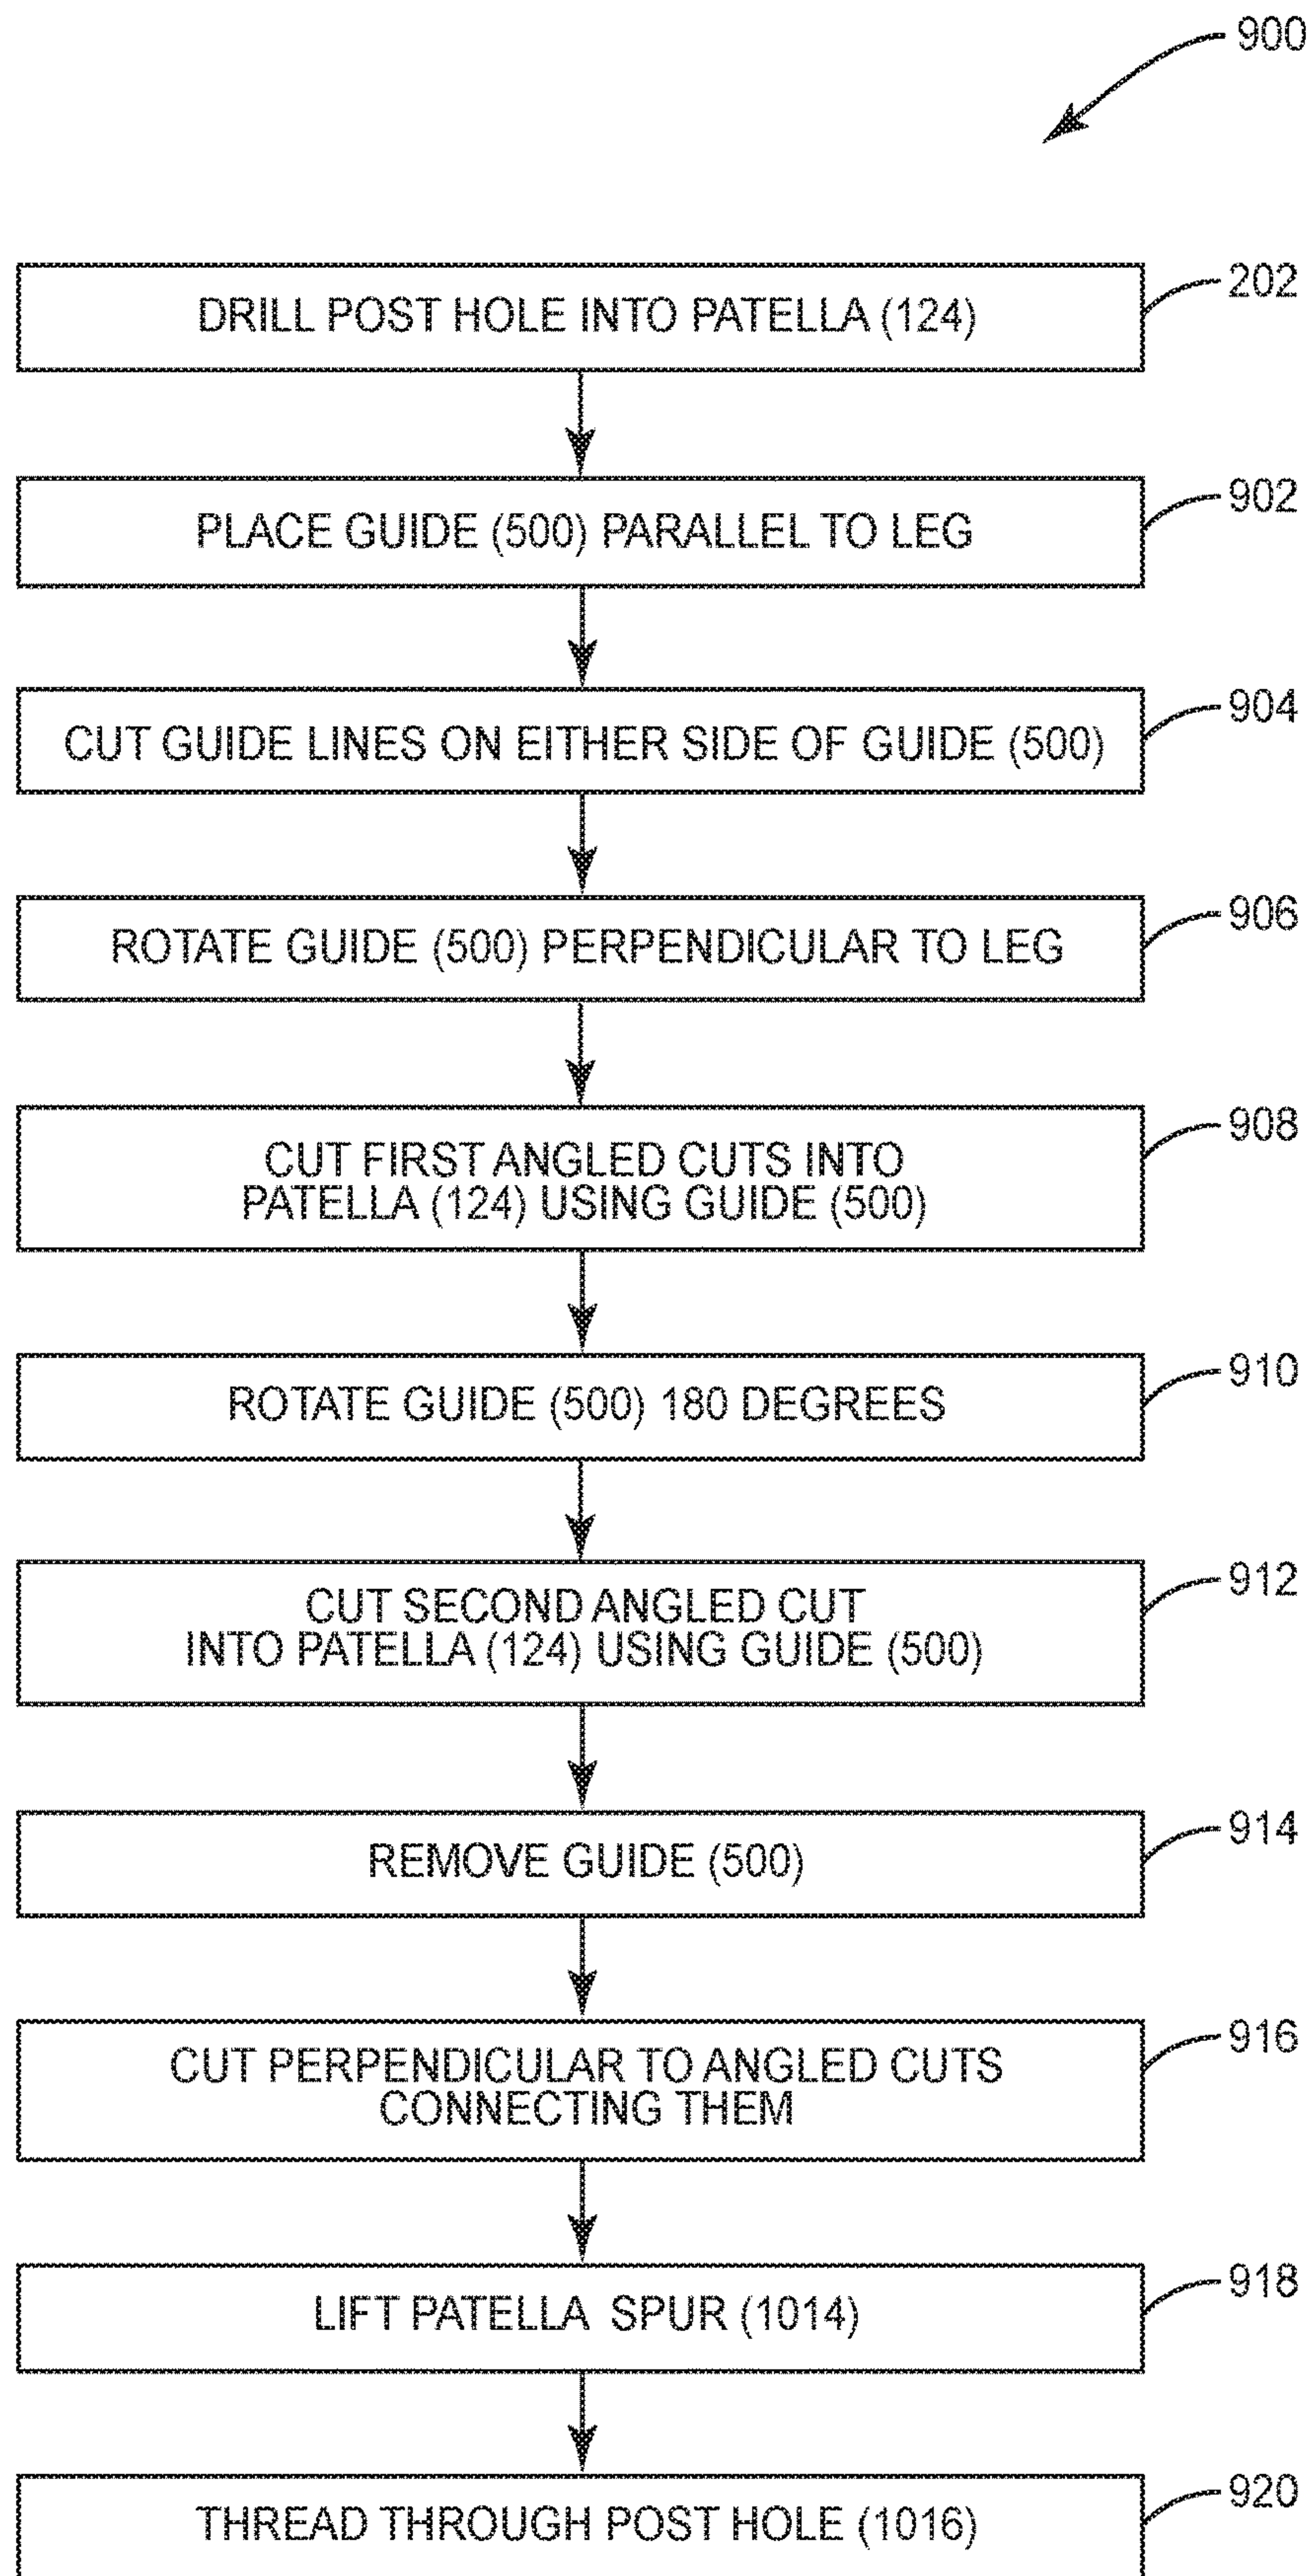 900
DRILL POST HOLE INTO PATELLA (124)
202
PLACE GUIDE (500) PARALLEL TO LEG
902
CUT GUIDE LINES ON EITHER SIDE OF GUIDE (500)
904
ROTATE GUIDE (500) PERPENDICULAR TO LEG
906
CUT FIRST ANGLED CUTS INTO
PATELLA (124) USING GUIDE (500)
908
ROTATE GUIDE (500) 180 DEGREES
910
CUT SECOND ANGLED CUT
INTO PATELLA (124) USING GUIDE (500)
912
REMOVE GUIDE (500)
914
CUT PERPENDICULAR TO ANGLED CUTS
CONNECTING THEM
916
LIFT PATELLA SPUR (1014)
918
THREAD THROUGH POST HOLE (1016)
920